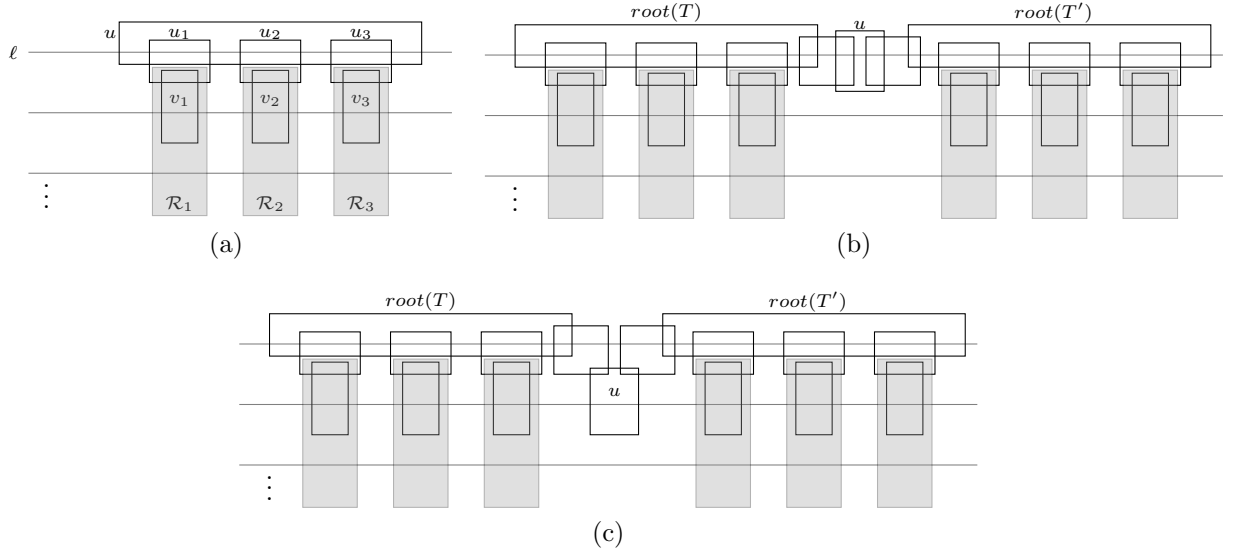 u u₁ u₂ u₃
ℓ
v₁ v₂ v₃
⋮ 𝓡₁ 𝓡₂ 𝓡₃
(a)
root(T) u root(T′)
⋮
(b)
root(T) root(T′)
u
⋮
(c)